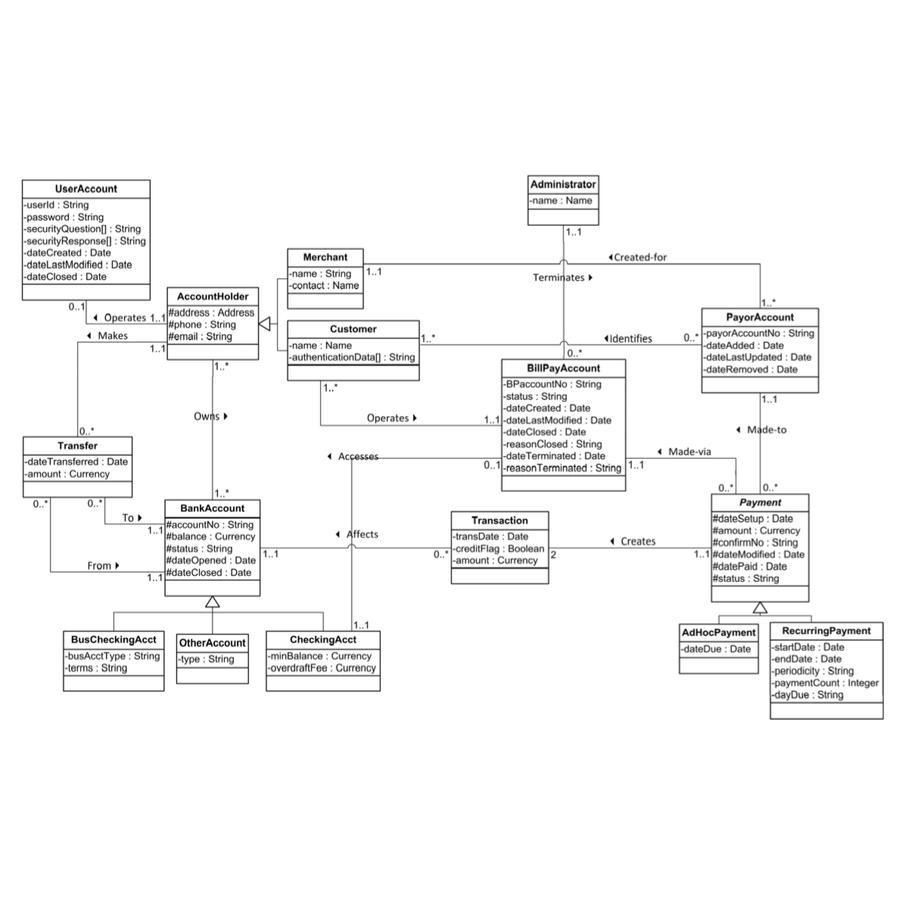 UserAccount
-userId : String
-password : String
-securityQuestion[] : String
-securityResponse[] : String
-dateCreated : Date
-dateLastModified : Date
-dateClosed : Date
0..1
◄ Operates 1..1
◄ Makes
1..1
AccountHolder
#address : Address
#phone : String
#email : String
1..*
Owns ►
1..*
Merchant
-name : String
-contact : Name
1..1
Customer
-name : Name
-authenticationData[] : String
1..*
1..*
Operates ►
1..1
Administrator
-name : Name
1..1
Terminates ►
0..*
◄Created-for
1..*
◄Identifies
0..*
PayorAccount
-payorAccountNo : String
-dateAdded : Date
-dateLastUpdated : Date
-dateRemoved : Date
1..1
◄ Made-to
0..*
BillPayAccount
-BPaccountNo : String
-status : String
-dateCreated : Date
-dateLastModified : Date
-dateClosed : Date
-reasonClosed : String
-dateTerminated : Date
-reasonTerminated : String
◄ Accesses
0..1
1..1
◄ Made-via
0..*
0..*
Transfer
-dateTransferred : Date
-amount : Currency
0..*
0..*
To ►
1..1
From ►
1..1
BankAccount
#accountNo : String
#balance : Currency
#status : String
#dateOpened : Date
#dateClosed : Date
1..1
◄ Affects
0..*
Transaction
-transDate : Date
-creditFlag : Boolean
-amount : Currency
2
◄ Creates
1..1
Payment
#dateSetup : Date
#amount : Currency
#confirmNo : String
#dateModified : Date
#datePaid : Date
#status : String
1..1
BusCheckingAcct
-busAcctType : String
-terms : String
OtherAccount
-type : String
CheckingAcct
-minBalance : Currency
-overdraftFee : Currency
AdHocPayment
-dateDue : Date
RecurringPayment
-startDate : Date
-endDate : Date
-periodicity : String
-paymentCount : Integer
-dayDue : String